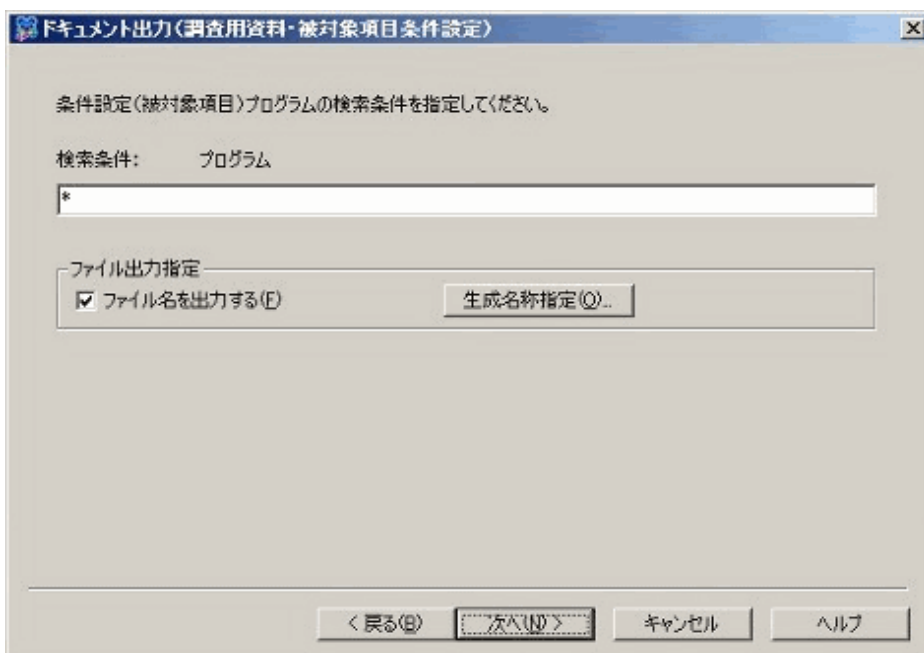 ドキュメント出力(調査用資料・被対象項目条件設定)
条件設定(被対象項目)プログラムの検索条件を指定してください。
検索条件: プログラム
*
ファイル出力指定
ファイル名を出力する(F) 生成名称指定(O)...
< 戻る(B) 次へ(N) > キャンセル ヘルプ